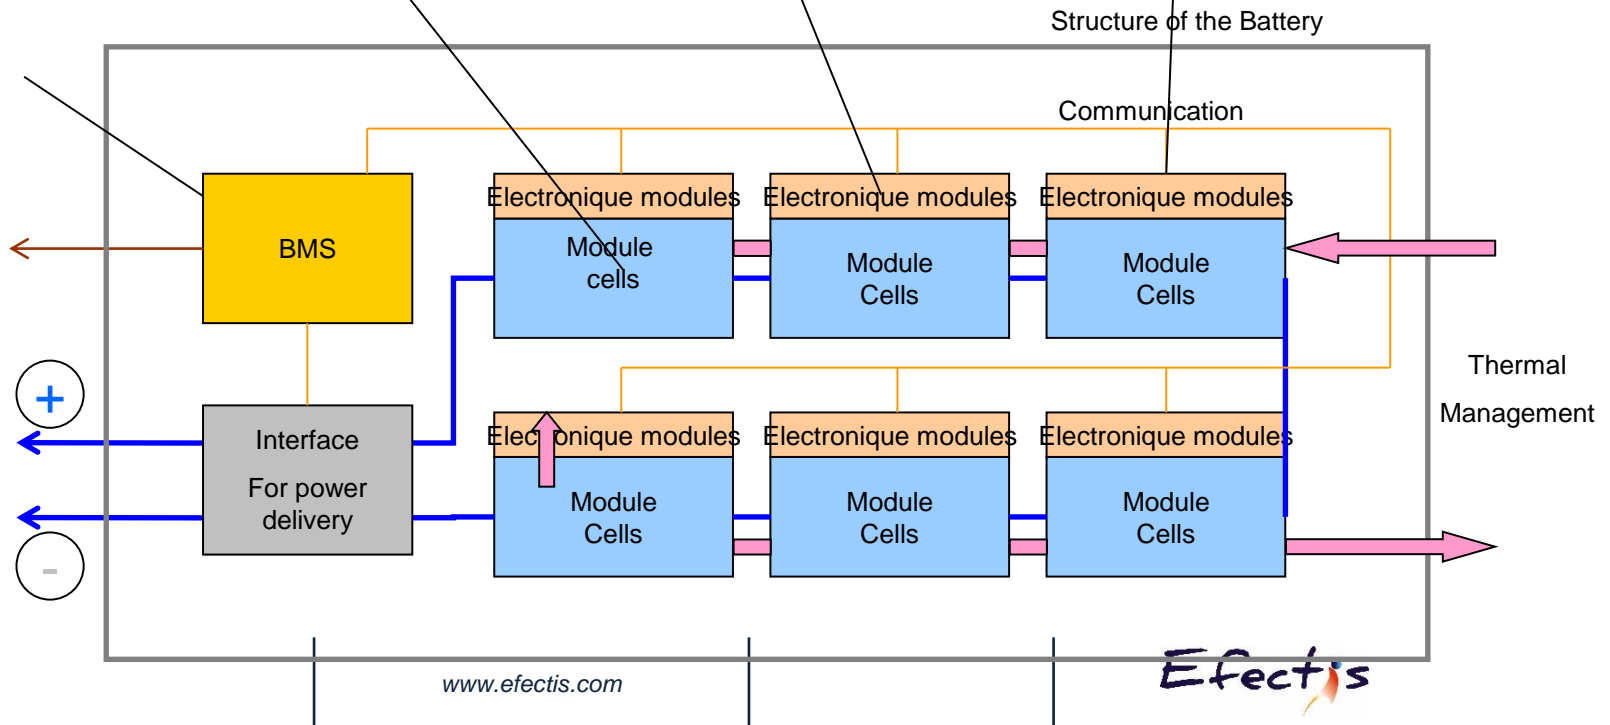 Structure of the Battery
Communication
Electronique modules
Electronique modules
Electronique modules
BMS
Module
cells
Module
Cells
Module
Cells
Thermal
Management
+
Interface
For power
delivery
-
Electronique modules
Electronique modules
Electronique modules
Module
Cells
Module
Cells
Module
Cells
www.efectis.com
Efectis